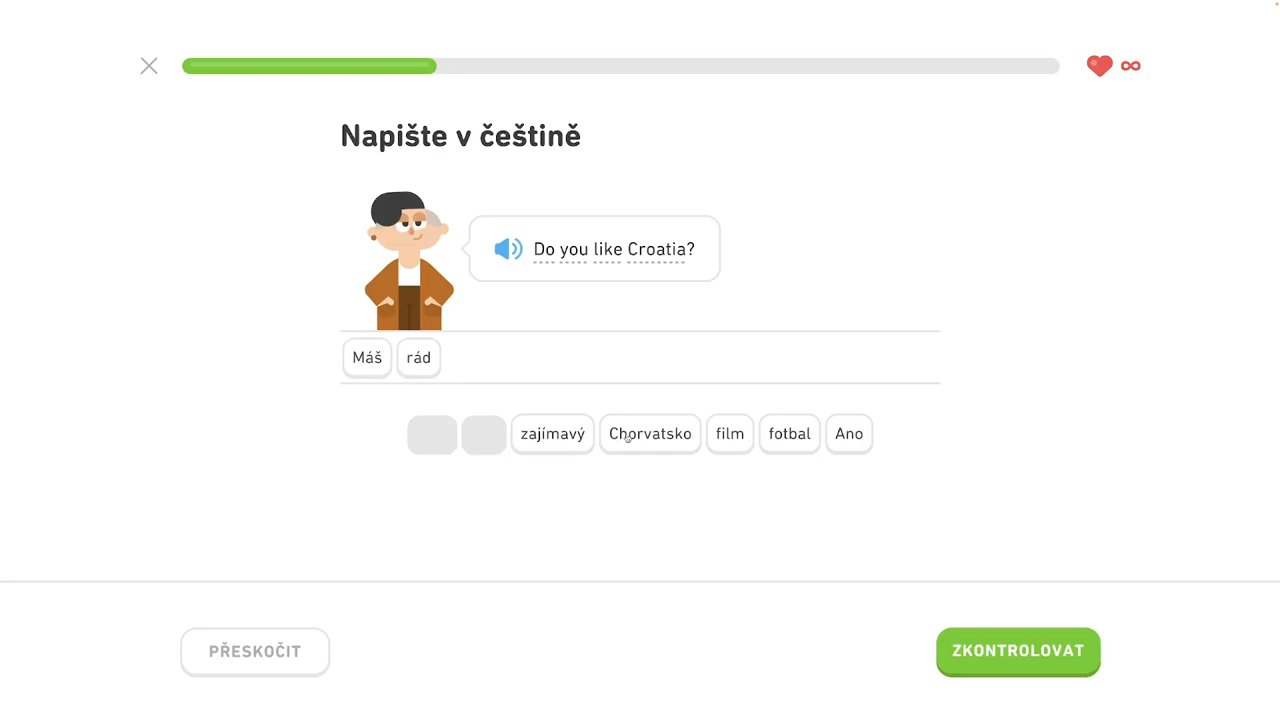 Napište v češtině
Do you like Croatia?
Máš rád
zajímavý Chorvatsko film fotbal Ano
PŘESKOČIT ZKONTROLOVAT